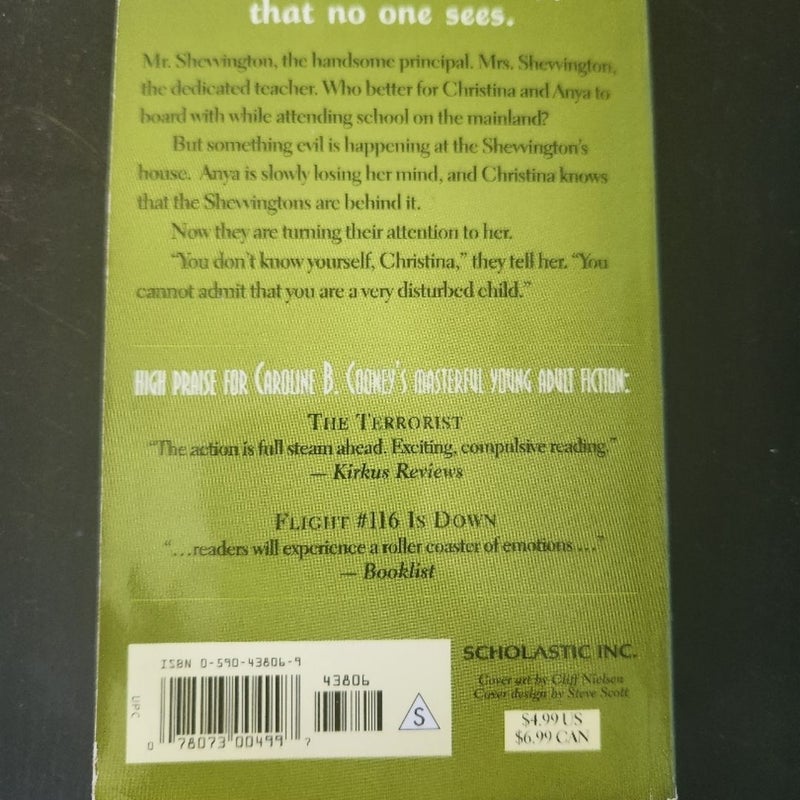 that no one sees.
Mr. Shevvington, the handsome principal. Mrs. Shevvington,
the dedicated teacher. Who better for Christina and Anya to
board with while attending school on the mainland?
But something evil is happening at the Shevvington's
house. Anya is slowly losing her mind, and Christina knows
that the Shevvingtons are behind it.
Now they are turning their attention to her.
"You don't know yourself, Christina," they tell her. "You
cannot admit that you are a very disturbed child."
HIGH PRAISE FOR CAROLINE B. COONEY'S MASTERFUL YOUNG ADULT FICTION:
THE TERRORIST
"The action is full steam ahead. Exciting, compulsive reading."
— Kirkus Reviews
FLIGHT #116 IS DOWN
"...readers will experience a roller coaster of emotions ..."
— Booklist
ISBN 0-590-43806-9
43806
UPC
0 78073 00499 7
S
SCHOLASTIC INC.
Cover art by Cliff Nielsen
Cover design by Steve Scott
$4.99 US
$6.99 CAN